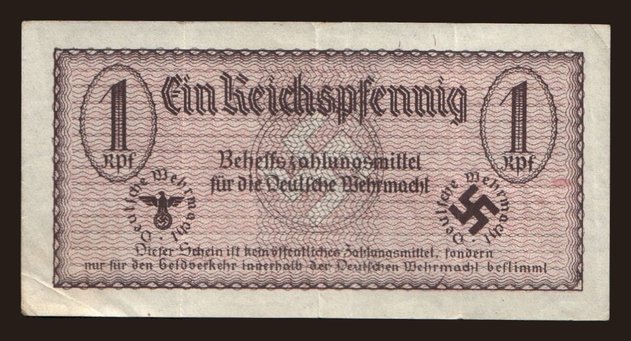 1 Ein Reichspfennig 1
Rpf Rpf
Behelfszahlungsmittel
für die Deutsche Wehrmacht
Deutsche Wehrmacht
Deutsche Wehrmacht
Dieser Schein ist kein öffentliches Zahlungsmittel, sondern
nur für den Geldverkehr innerhalb der Deutschen Wehrmacht bestimmt